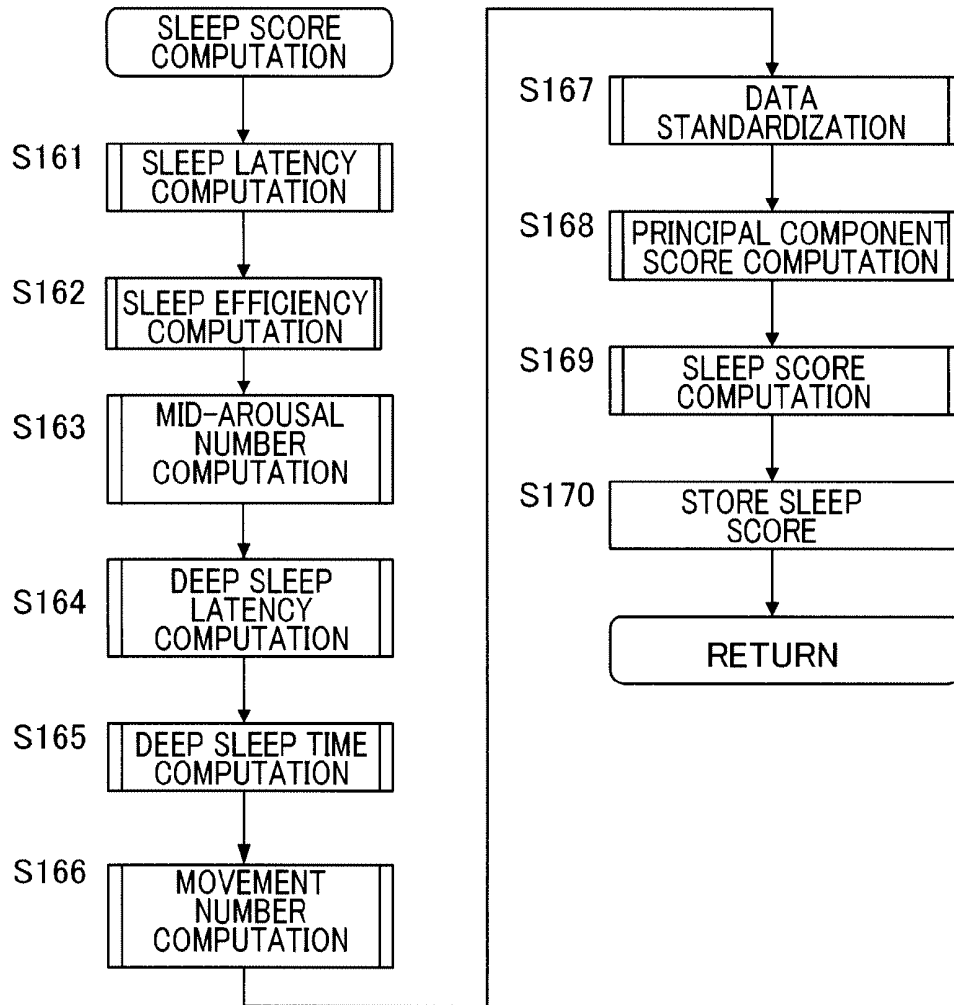 SLEEP SCORE
COMPUTATION
S161
SLEEP LATENCY
COMPUTATION
S162
SLEEP EFFICIENCY
COMPUTATION
S163
MID-AROUSAL
NUMBER
COMPUTATION
S164
DEEP SLEEP
LATENCY
COMPUTATION
S165
DEEP SLEEP TIME
COMPUTATION
S166
MOVEMENT
NUMBER
COMPUTATION
S167
DATA
STANDARDIZATION
S168
PRINCIPAL COMPONENT
SCORE COMPUTATION
S169
SLEEP SCORE
COMPUTATION
S170
STORE SLEEP
SCORE
RETURN